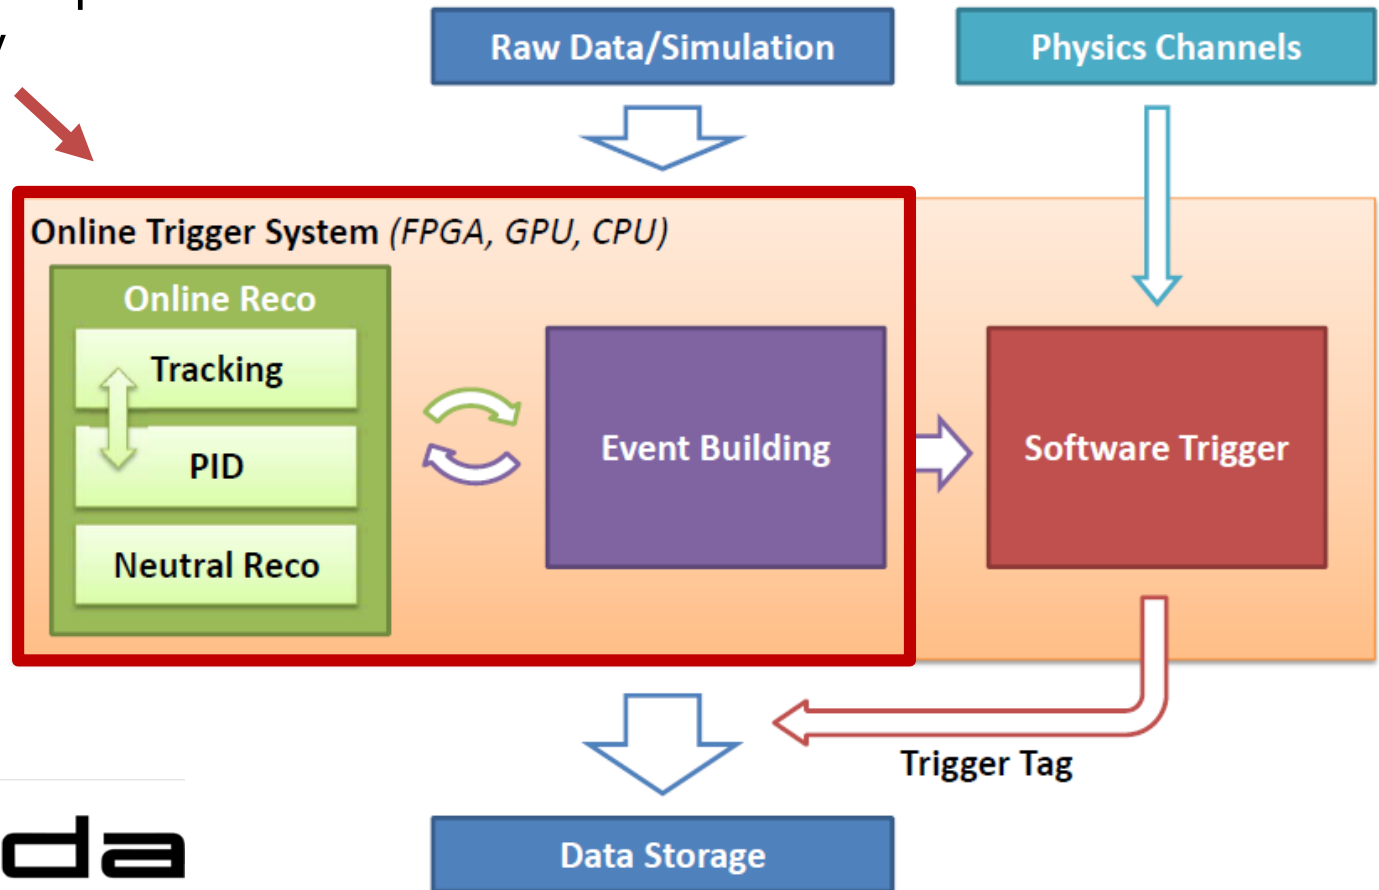 Raw Data/Simulation
Physics Channels
Online Trigger System (FPGA, GPU, CPU)
Online Reco
Tracking
PID
Neutral Reco
Event Building
Software Trigger
Trigger Tag
da
Data Storage